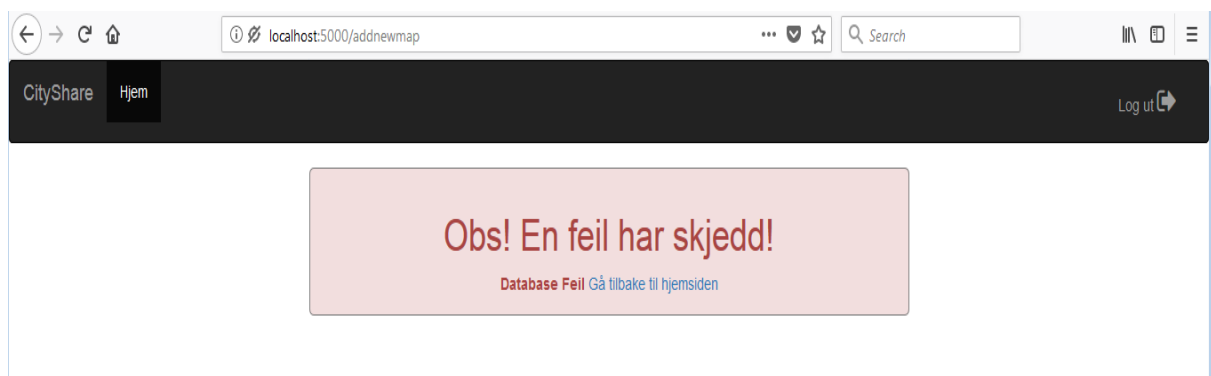 localhost:5000/addnewmap
Search
CityShare Hjem
Log ut
Obs! En feil har skjedd!
Database Feil Gå tilbake til hjemsiden